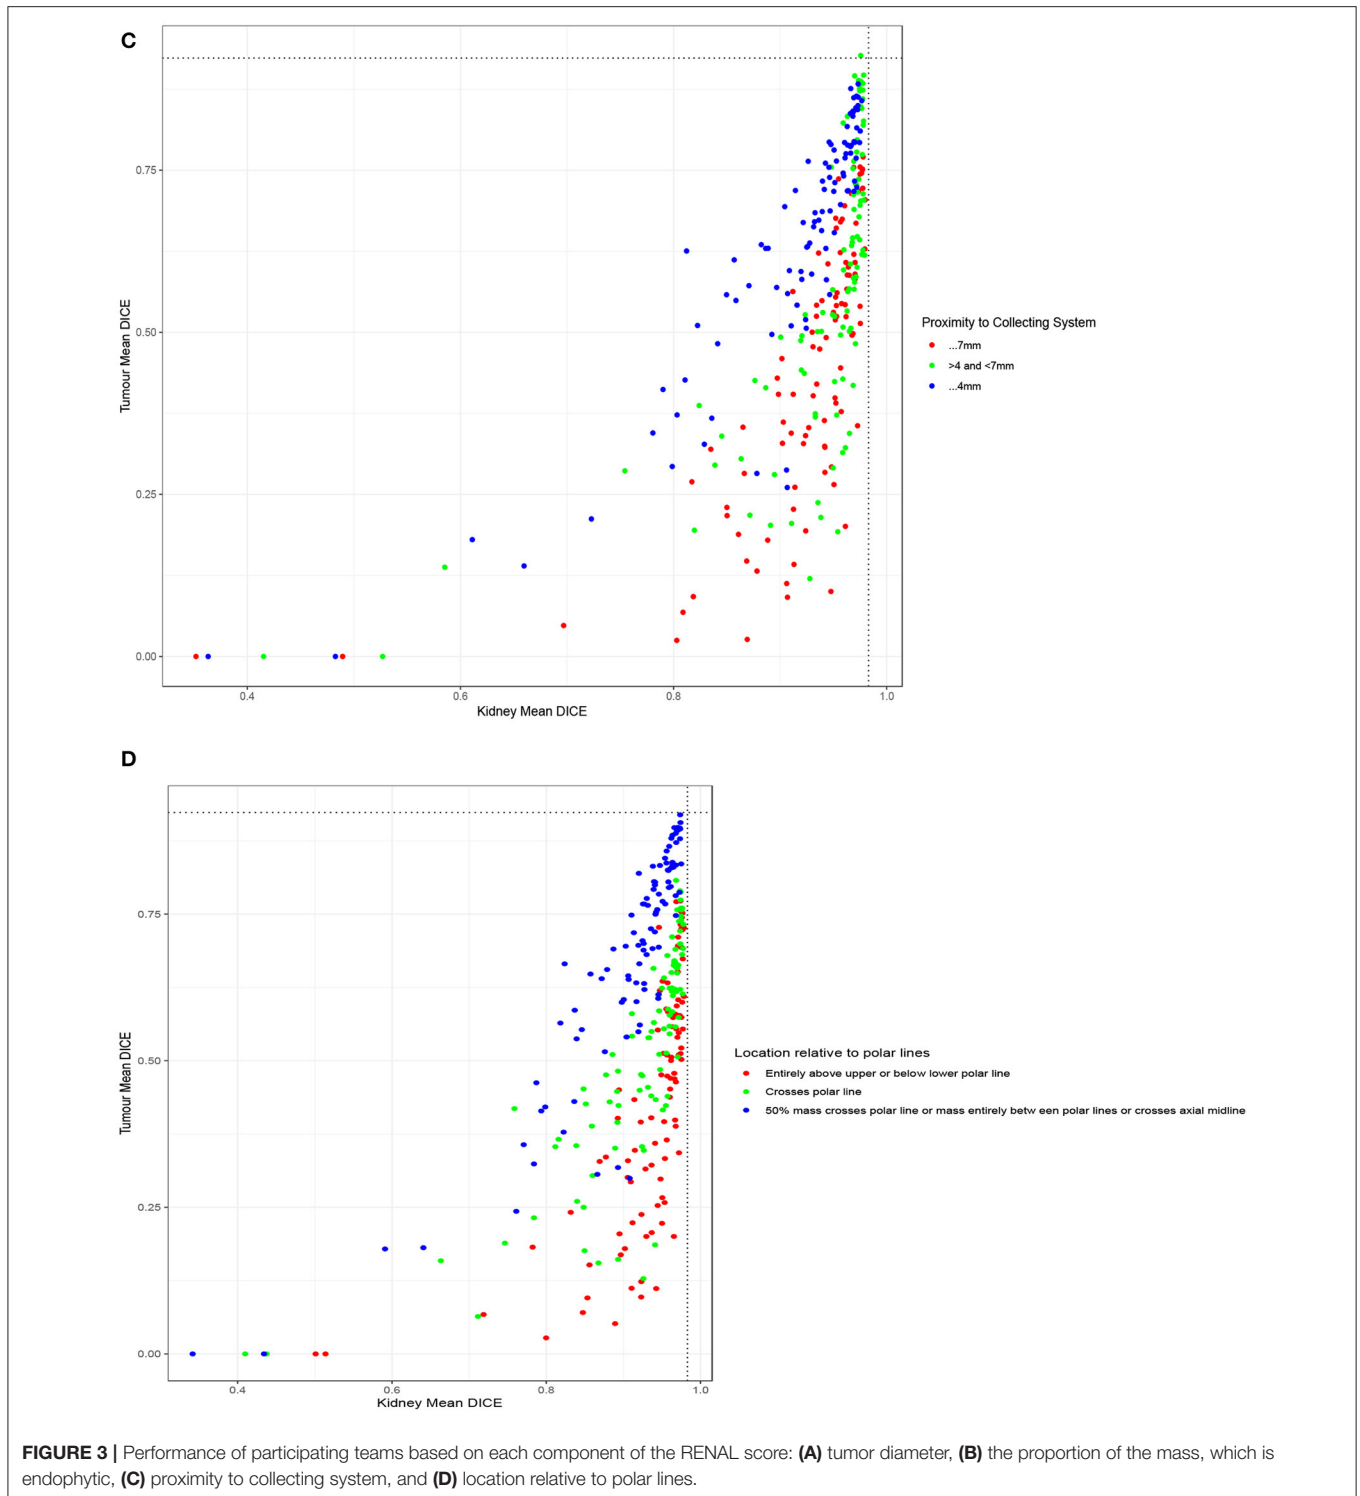 C
0.75
0.50
0.25
0.00
Tumour Mean DICE
0.4 0.6 0.8 1.0
Kidney Mean DICE
Proximity to Collecting System
...7mm
>4 and <7mm
...4mm
D
0.75
0.50
0.25
0.00
Tumour Mean DICE
0.4 0.6 0.8 1.0
Kidney Mean DICE
Location relative to polar lines
Entirely above upper or below lower polar line
Crosses polar line
50% mass crosses polar line or mass entirely betw een polar lines or crosses axial midline
FIGURE 3 | Performance of participating teams based on each component of the RENAL score: (A) tumor diameter, (B) the proportion of the mass, which is
endophytic, (C) proximity to collecting system, and (D) location relative to polar lines.